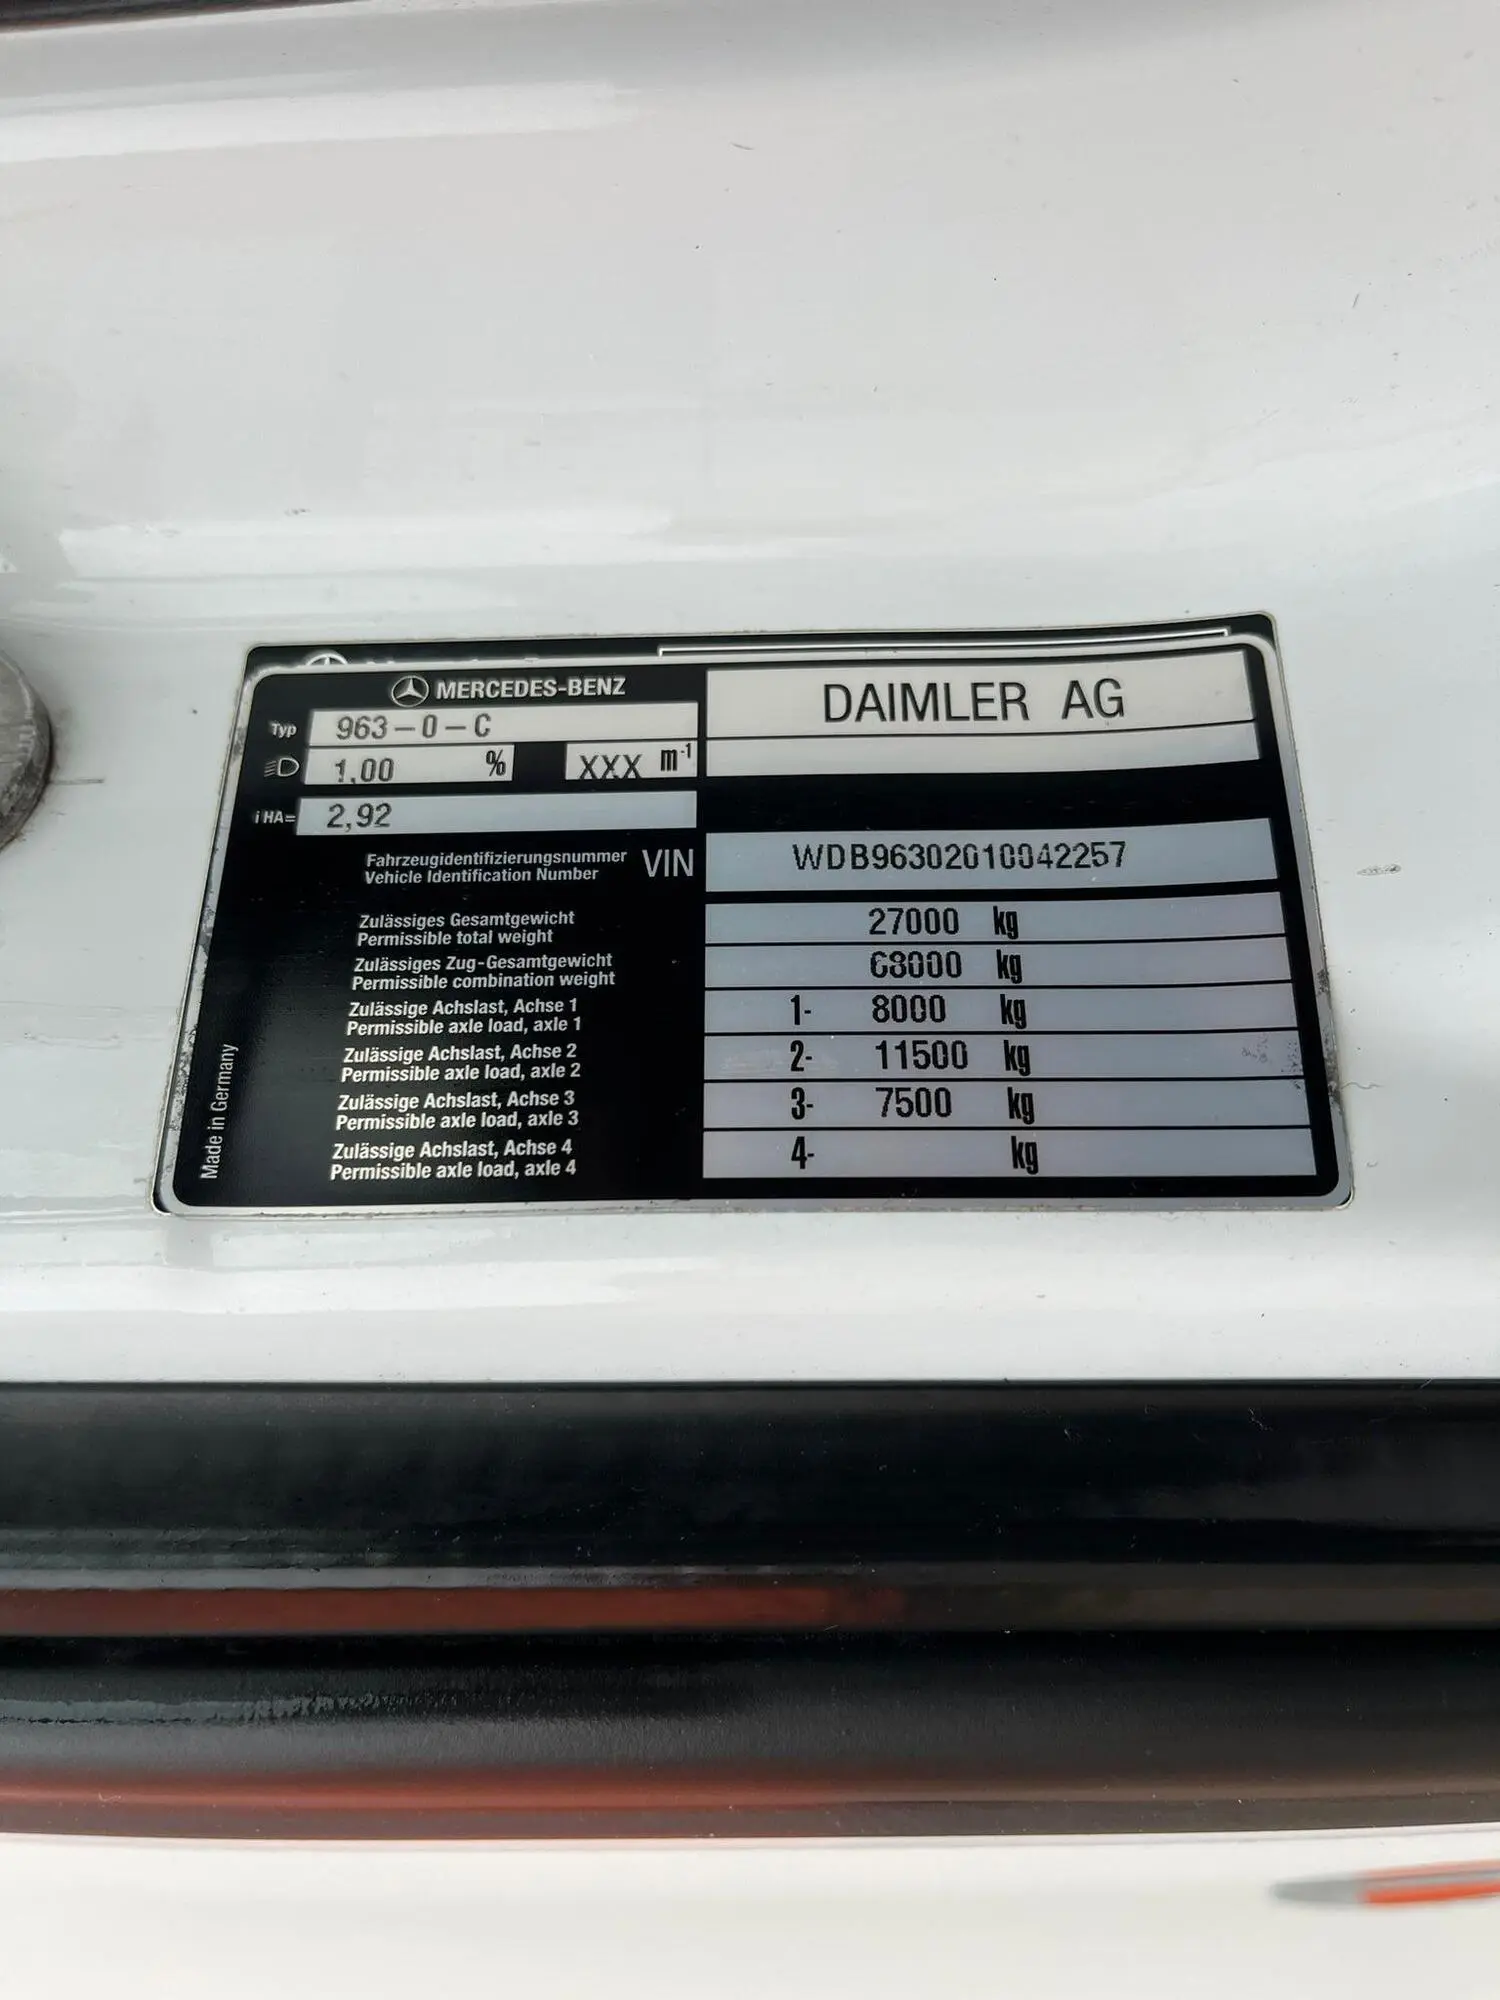 MERCEDES-BENZ
DAIMLER AG
Typ 963-0-C
1,00 % XXX m-1
i HA= 2,92
Fahrzeugidentifizierungsnummer
Vehicle Identification Number
VIN WDB96302010042257
Zulässiges Gesamtgewicht
Permissible total weight
27000 kg
Zulässiges Zug-Gesamtgewicht
Permissible combination weight
68000 kg
Zulässige Achslast, Achse 1
Permissible axle load, axle 1
1- 8000 kg
Zulässige Achslast, Achse 2
Permissible axle load, axle 2
2- 11500 kg
Zulässige Achslast, Achse 3
Permissible axle load, axle 3
3- 7500 kg
Zulässige Achslast, Achse 4
Permissible axle load, axle 4
4- kg
Made in Germany